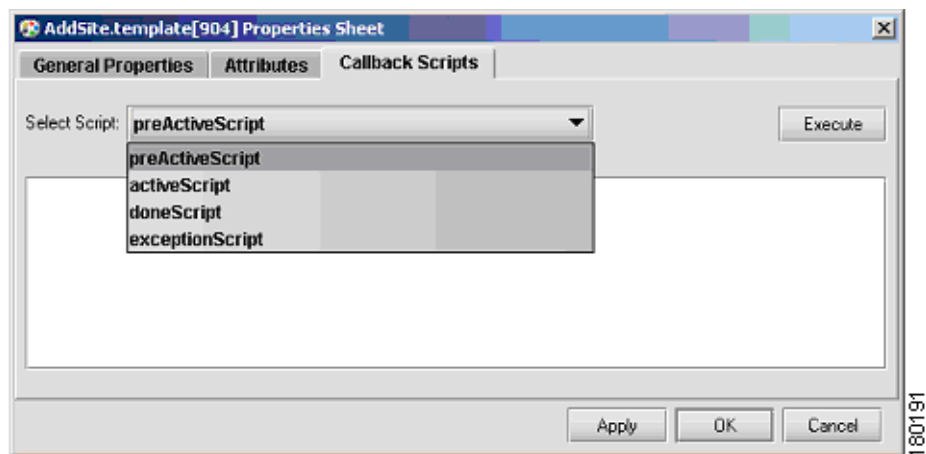 AddSite.template[904] Properties Sheet
General Properties Attributes Callback Scripts
Select Script: preActiveScript Execute
preActiveScript
activeScript
doneScript
exceptionScript
Apply OK Cancel
180191